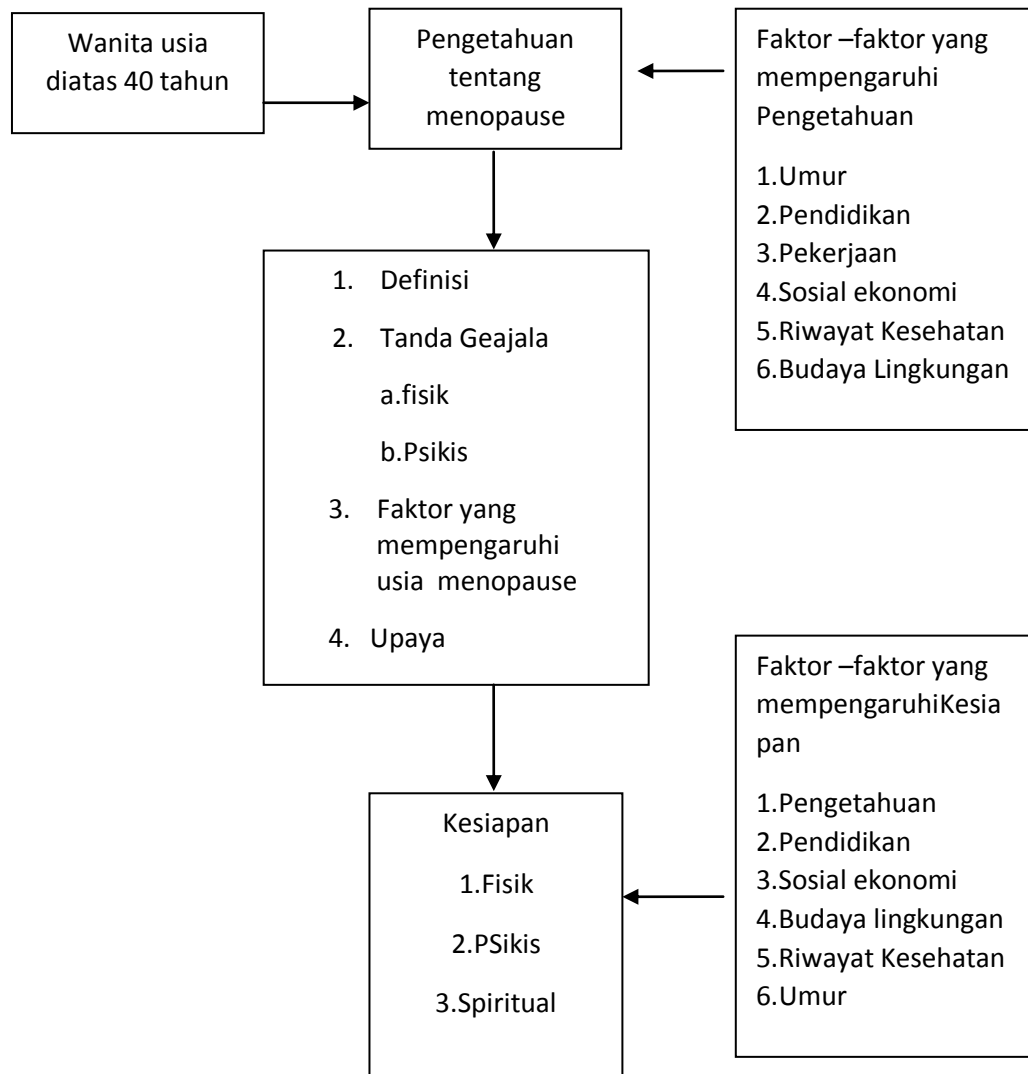 Wanita usia
diatas 40 tahun
Pengetahuan
tentang
menopause
Faktor –faktor yang
mempengaruhi
Pengetahuan
1.Umur
2.Pendidikan
3.Pekerjaan
4.Sosial ekonomi
5.Riwayat Kesehatan
6.Budaya Lingkungan
1. Definisi
2. Tanda Geajala
a.fisik
b.Psikis
3. Faktor yang
mempengaruhi
usia menopause
4. Upaya
Faktor –faktor yang
mempengaruhiKesia
pan
1.Pengetahuan
2.Pendidikan
3.Sosial ekonomi
4.Budaya lingkungan
5.Riwayat Kesehatan
6.Umur
Kesiapan
1.Fisik
2.PSikis
3.Spiritual